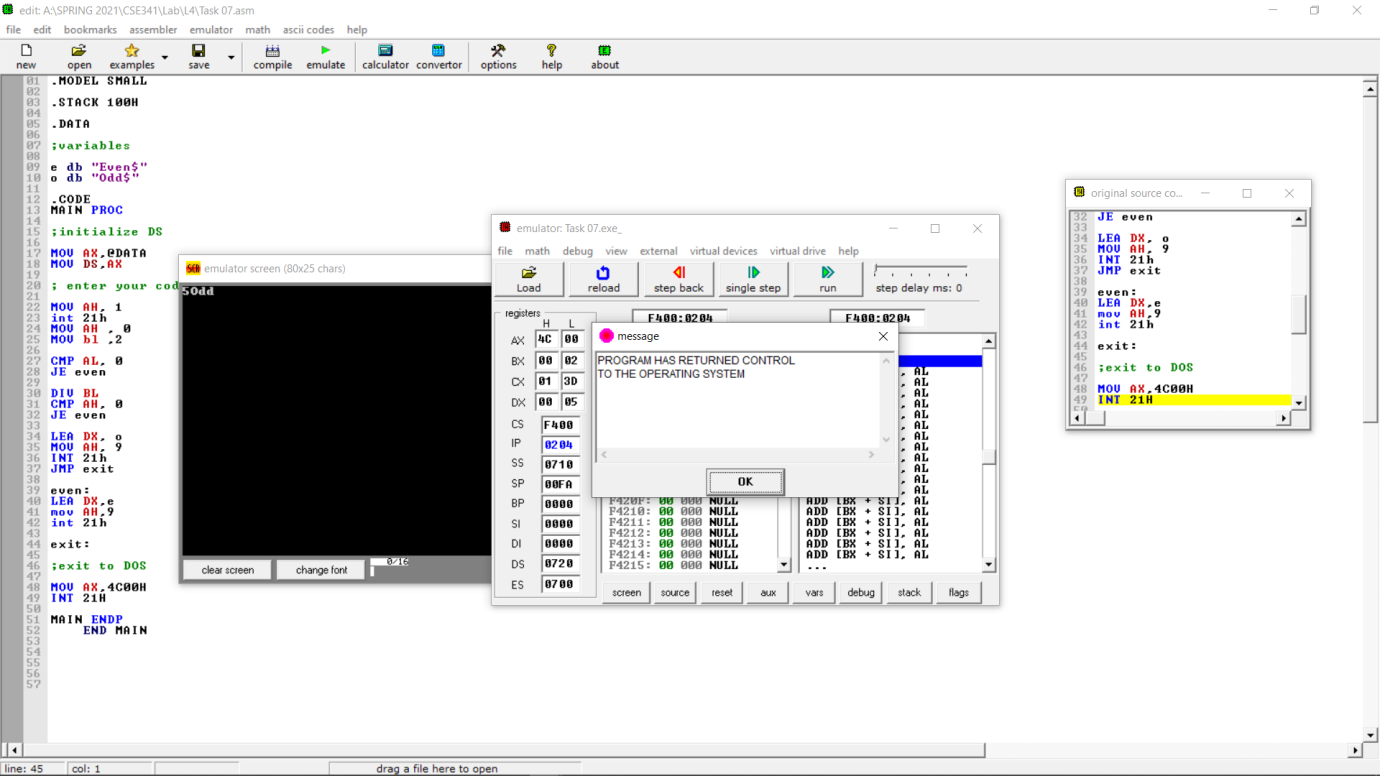 edit: A:\SPRING 2021\CSE341\Lab\L4\Task 07.asm
file edit bookmarks assembler emulator math ascii codes help
new open examples save compile emulate calculator convertor options help about
01 .MODEL SMALL
02
03 .STACK 100H
04
05 .DATA
06
07 ;variables
08
09 e db "Even$"
10 o db "Odd$"
11
12 .CODE
13 MAIN PROC
14
15 ;initialize DS
16
17 MOV AX,@DATA
18 MOV DS,AX
19
20 ; enter your cod
21
22 MOV AH, 1
23 int 21h
24 MOV AH , 0
25 MOV bl ,2
26
27 CMP AL, 0
28 JE even
29
30 DIV BL
31 CMP AH, 0
32 JE even
33
34 LEA DX, o
35 MOV AH, 9
36 INT 21h
37 JMP exit
38
39 even:
40 LEA DX,e
41 mov AH,9
42 int 21h
43
44 exit:
45
46 ;exit to DOS
47
48 MOV AX,4C00H
49 INT 21H
50
51 MAIN ENDP
52 END MAIN
53
54
55
56
57
SCR emulator screen (80x25 chars)
5Odd
clear screen change font 0/16
emulator: Task 07.exe_
file math debug view external virtual devices virtual drive help
Load reload step back single step run step delay ms: 0
registers
H L
AX 4C 00
BX 00 02
CX 01 3D
DX 00 05
CS F400
IP 0204
SS 0710
SP 00FA
BP 0000
SI 0000
DI 0000
DS 0720
ES 0700
F400:0204 F400:0204
message
PROGRAM HAS RETURNED CONTROL
TO THE OPERATING SYSTEM
OK
, AL
, AL
, AL
, AL
, AL
, AL
, AL
, AL
, AL
, AL
, AL
, AL
F420F: 00 000 NULL ADD [BX + SI], AL
F4210: 00 000 NULL ADD [BX + SI], AL
F4211: 00 000 NULL ADD [BX + SI], AL
F4212: 00 000 NULL ADD [BX + SI], AL
F4213: 00 000 NULL ADD [BX + SI], AL
F4214: 00 000 NULL ADD [BX + SI], AL
F4215: 00 000 NULL ...
screen source reset aux vars debug stack flags
original source co...
32 JE even
33
34 LEA DX, o
35 MOV AH, 9
36 INT 21h
37 JMP exit
38
39 even:
40 LEA DX,e
41 mov AH,9
42 int 21h
43
44 exit:
45
46 ;exit to DOS
47
48 MOV AX,4C00H
49 INT 21H
line: 45 col: 1 drag a file here to open